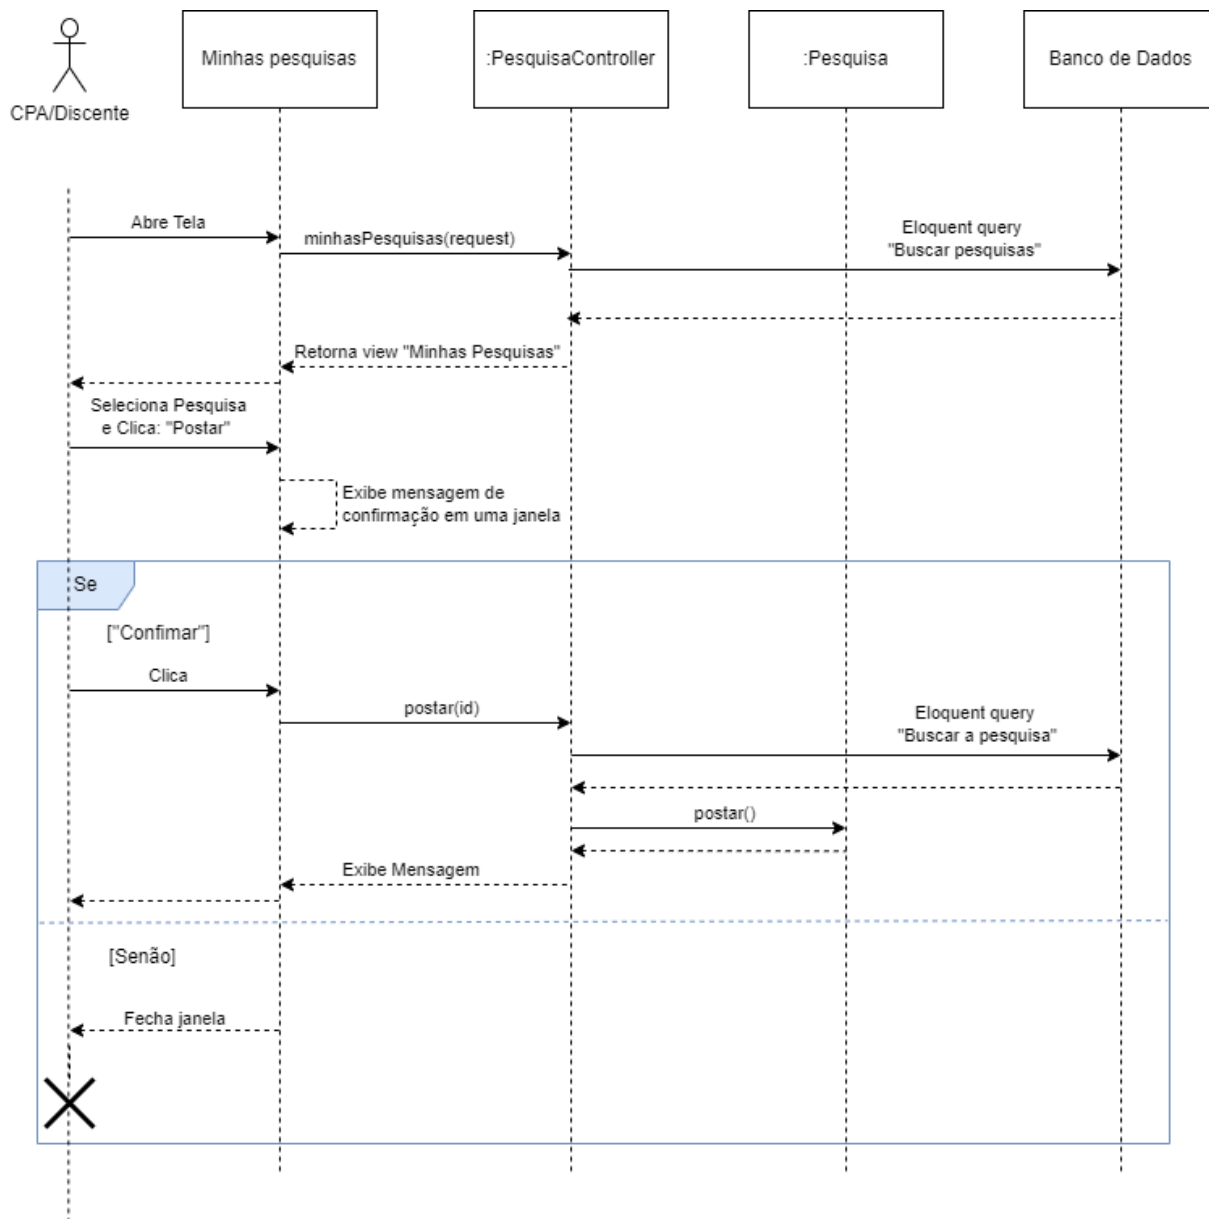 CPA/Discente
Minhas pesquisas
:PesquisaController
:Pesquisa
Banco de Dados
Abre Tela
minhasPesquisas(request)
Eloquent query
"Buscar pesquisas"
Retorna view "Minhas Pesquisas"
Seleciona Pesquisa
e Clica: "Postar"
Exibe mensagem de
confirmação em uma janela
Se
["Confimar"]
Clica
postar(id)
Eloquent query
"Buscar a pesquisa"
postar()
Exibe Mensagem
[Senão]
Fecha janela